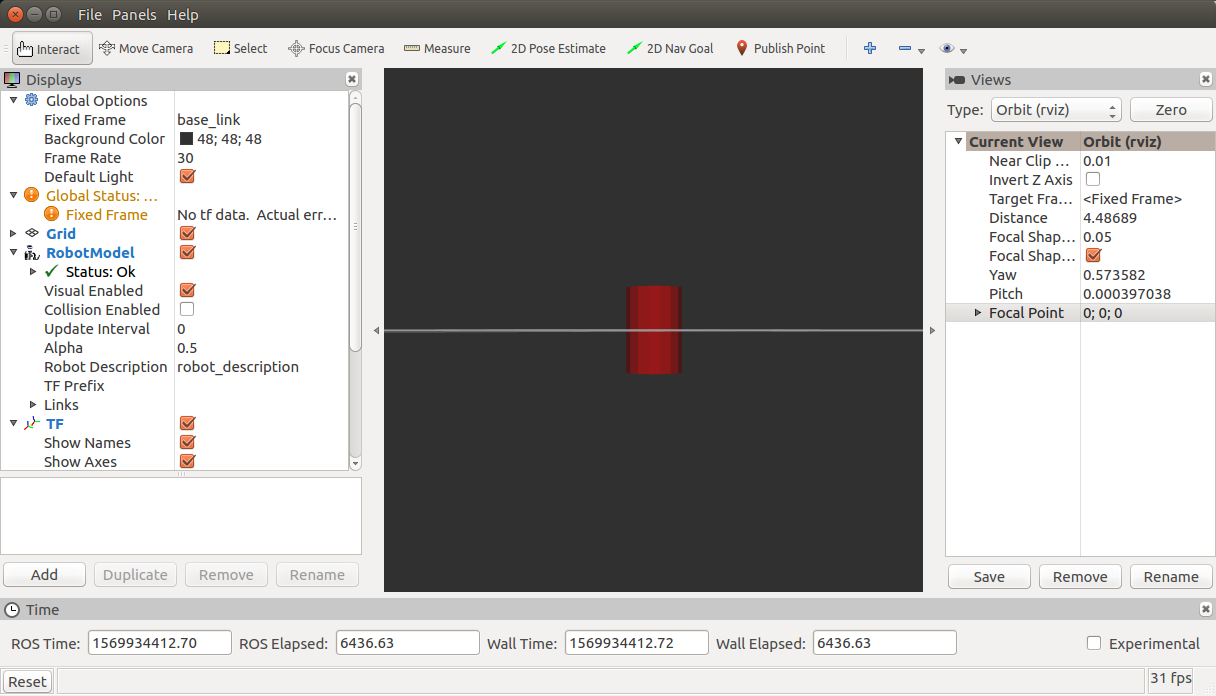 File Panels Help
Interact Move Camera Select Focus Camera Measure 2D Pose Estimate 2D Nav Goal Publish Point
Displays
Global Options
Fixed Frame base_link
Background Color 48; 48; 48
Frame Rate 30
Default Light
Global Status: ...
Fixed Frame No tf data.  Actual err...
Grid
RobotModel
Status: Ok
Visual Enabled
Collision Enabled
Update Interval 0
Alpha 0.5
Robot Description robot_description
TF Prefix
Links
TF
Show Names
Show Axes
Add Duplicate Remove Rename
Views
Type: Orbit (rviz) Zero
Current View Orbit (rviz)
Near Clip ... 0.01
Invert Z Axis
Target Fra... <Fixed Frame>
Distance 4.48689
Focal Shap... 0.05
Focal Shap...
Yaw 0.573582
Pitch 0.000397038
Focal Point 0; 0; 0
Save Remove Rename
Time
ROS Time: 1569934412.70 ROS Elapsed: 6436.63 Wall Time: 1569934412.72 Wall Elapsed: 6436.63 Experimental
Reset 31 fps